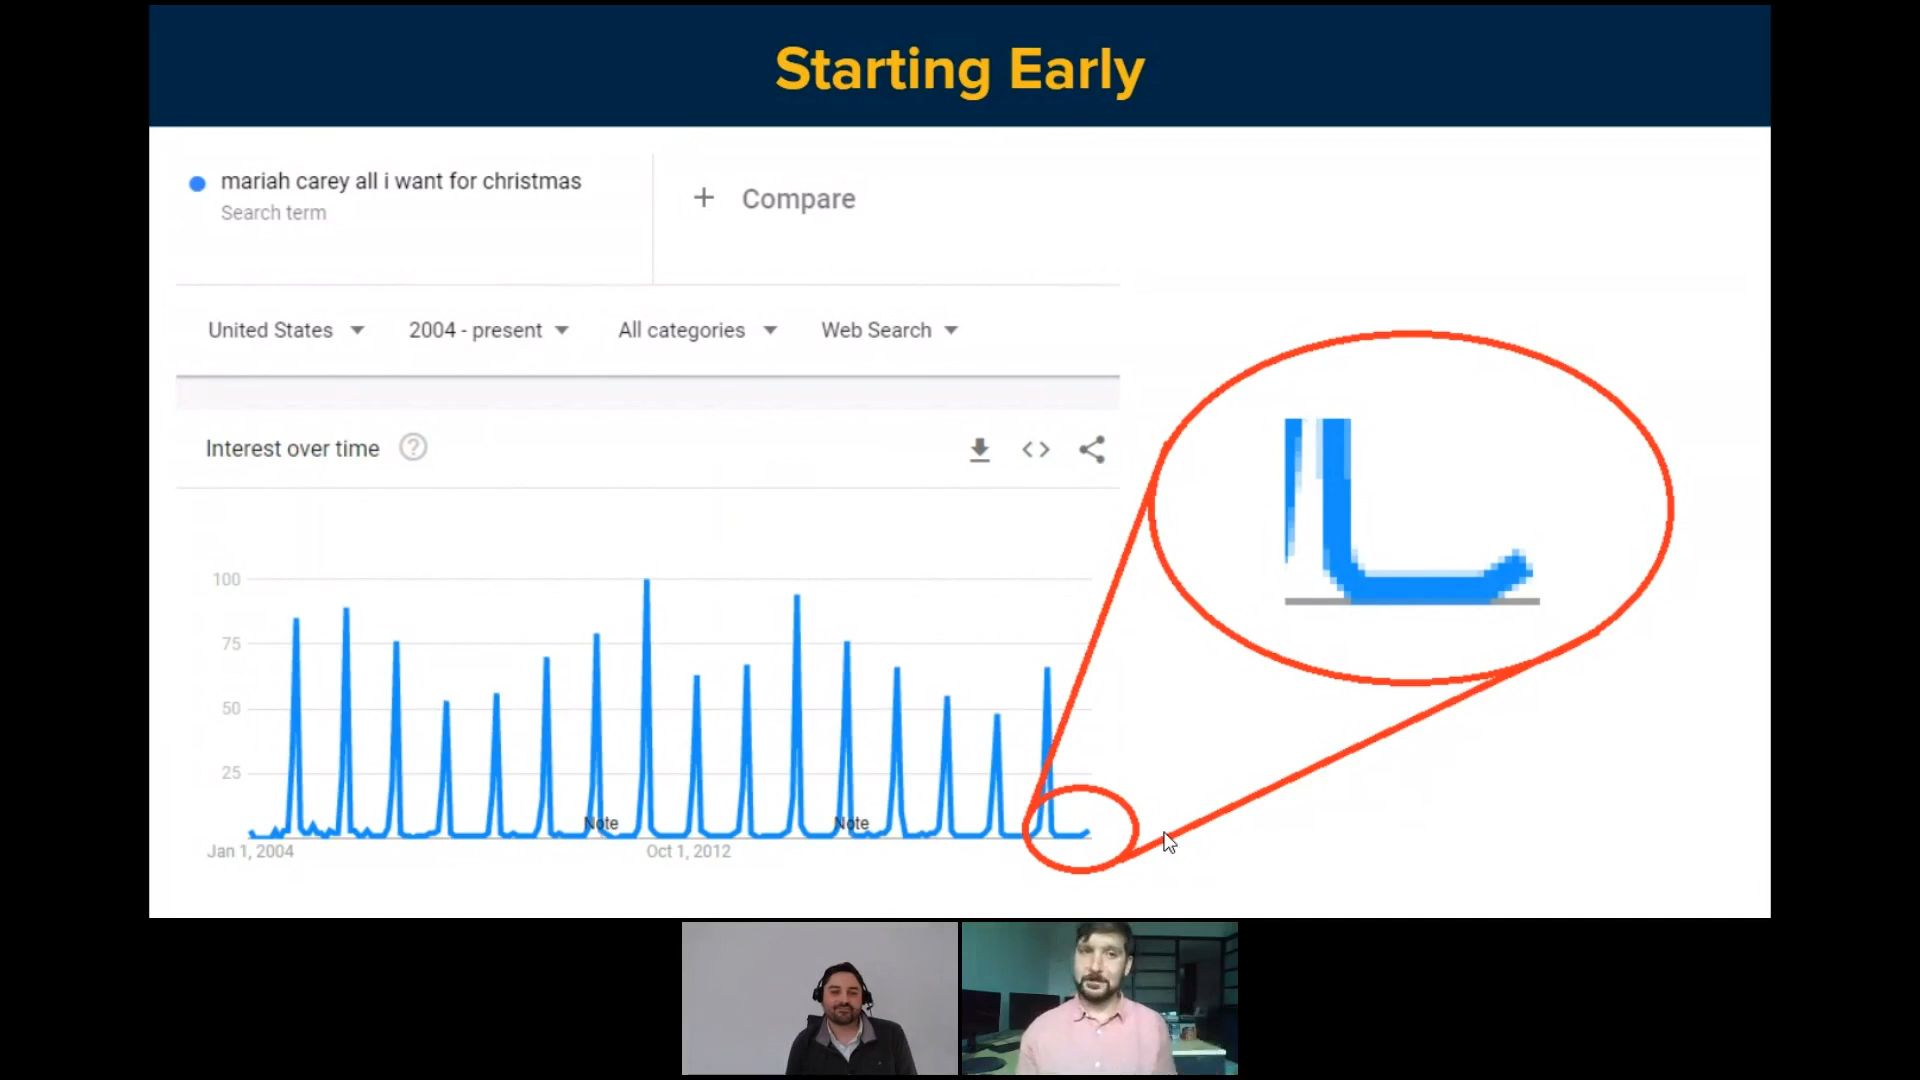 Starting Early
mariah carey all i want for christmas
Search term
+ Compare
United States
2004 - present
All categories
Web Search
Interest over time ?
100
75
50
25
Note
Note
Jan 1, 2004
Oct 1, 2012